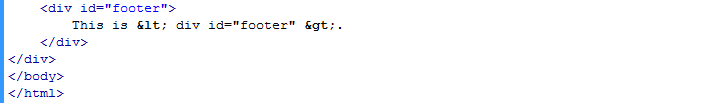 <div id="footer">
This is &lt; div id="footer" &gt;.
</div>
</div>
</body>
</html>